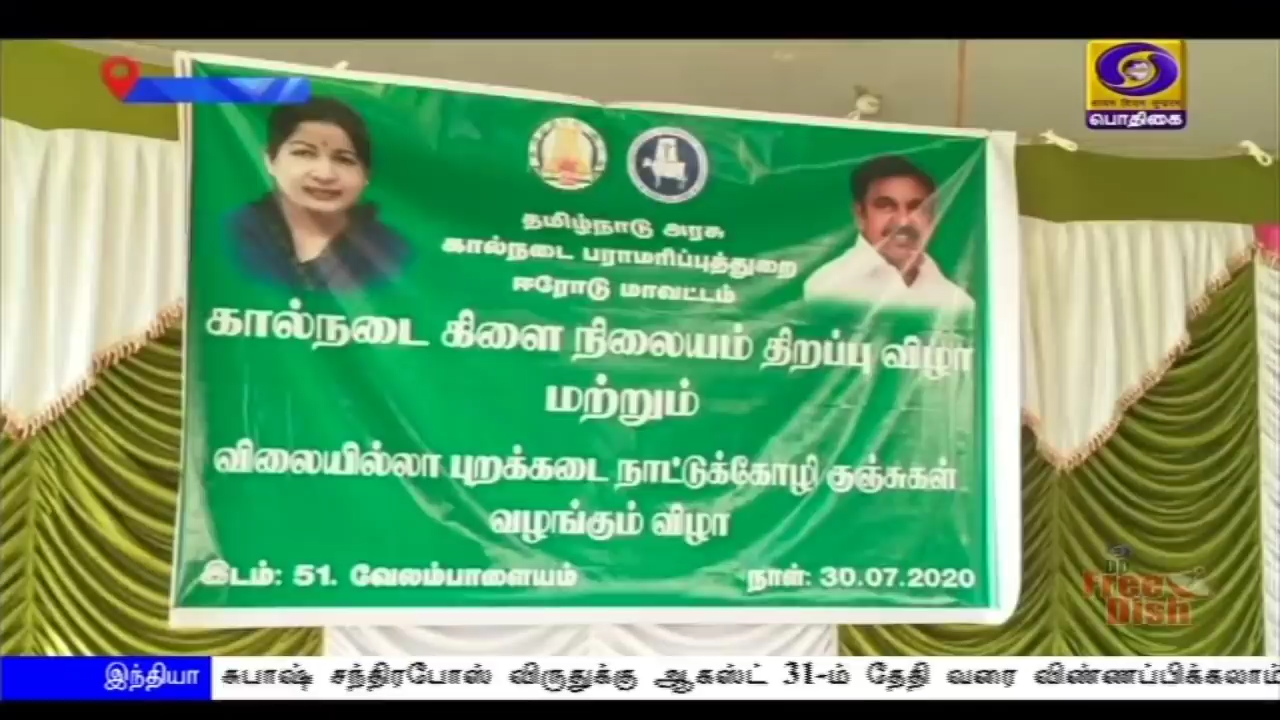 பொதிகை
தமிழ்நாடு அரசு
கால்நடை பராமரிப்புத்துறை
ஈரோடு மாவட்டம்
கால்நடை கிளை நிலையம் திறப்பு விழா
மற்றும்
விலையில்லா புறக்கடை நாட்டுக்கோழி குஞ்சுகள்
வழங்கும் விழா
இடம்: 51. வேலம்பாளையம்
நாள்: 30.07.2020
DD
Free
Dish
இந்தியா
சுபாஷ் சந்திரபோஸ் விருதுக்கு ஆகஸ்ட் 31-ம் தேதி வரை விண்ணப்பிக்கலாம்